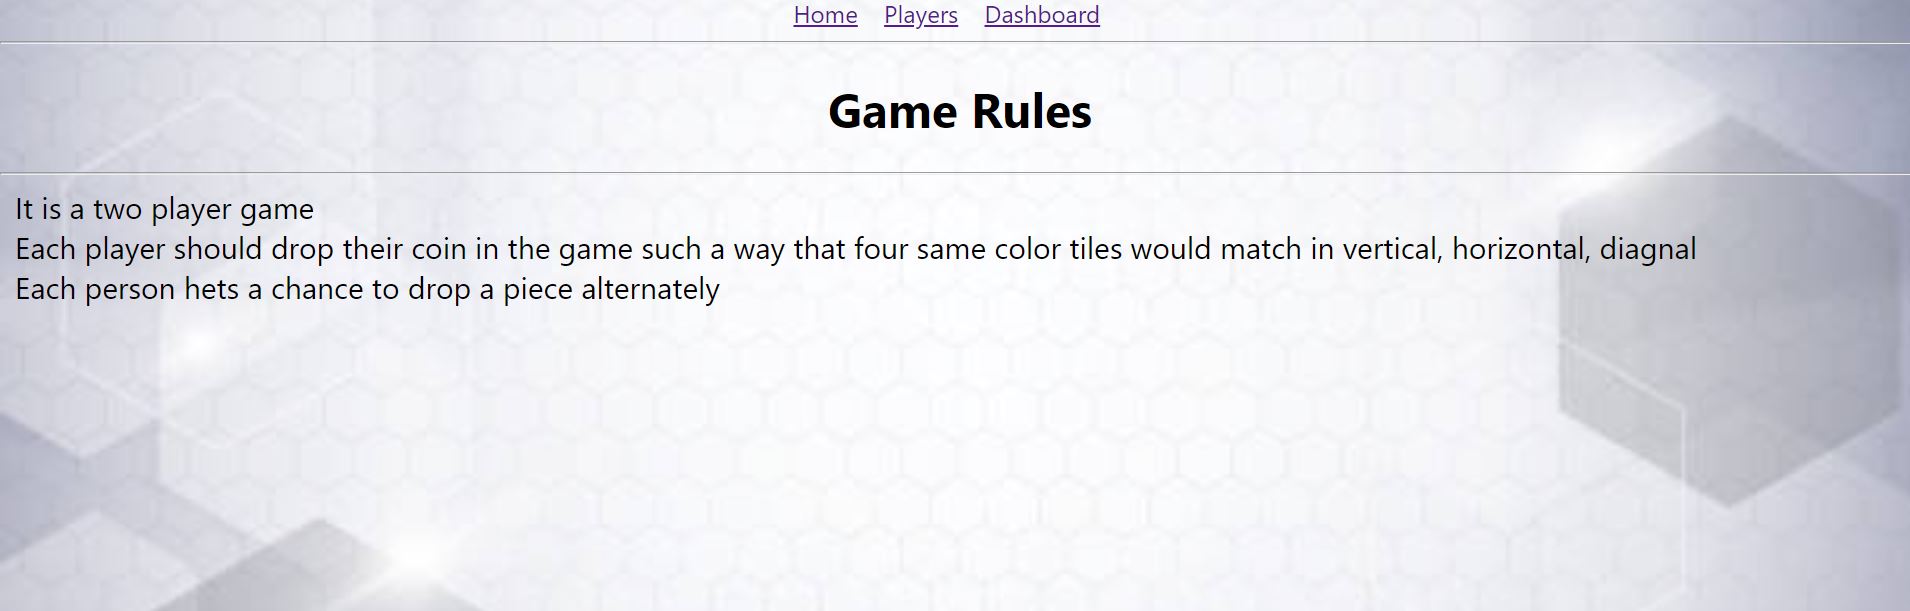 Home Players Dashboard
Game Rules
It is a two player game
Each player should drop their coin in the game such a way that four same color tiles would match in vertical, horizontal, diagnal
Each person hets a chance to drop a piece alternately